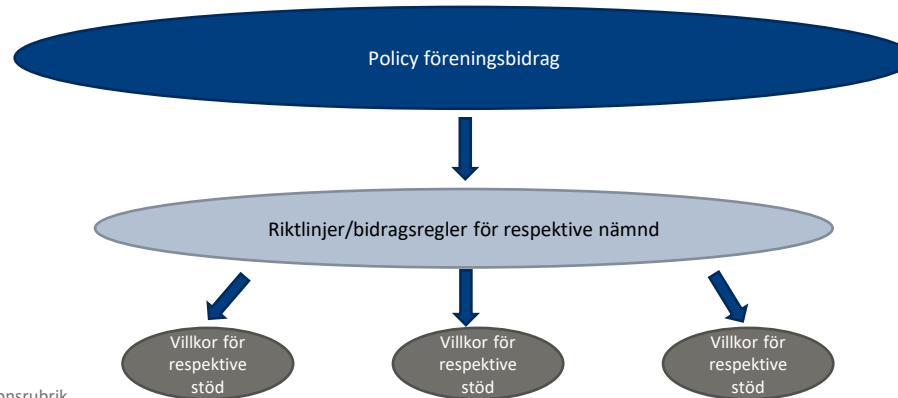 Policy föreningsbidrag
Riktlinjer/bidragsregler för respektive nämnd
Villkor för
respektive
stöd
Villkor för
respektive
stöd
Villkor för
respektive
stöd
onsrubrik